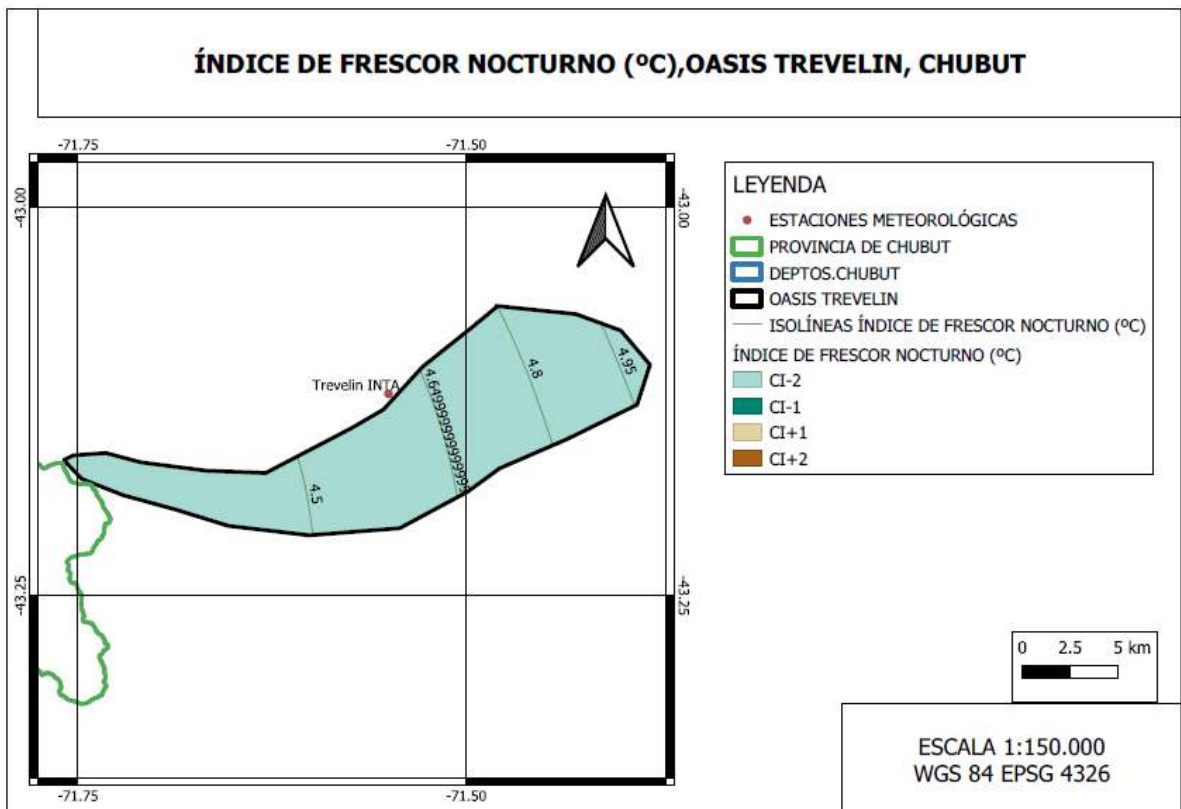 ÍNDICE DE FRESCOR NOCTURNO (ºC),OASIS TREVELIN, CHUBUT
-71.75
-71.50
-43.00
-43.00
Trevelin INTA
4.5
4.6499999999999995
4.8
4.95
-43.25
-43.25
-71.75
-71.50
LEYENDA
ESTACIONES METEOROLÓGICAS
PROVINCIA DE CHUBUT
DEPTOS.CHUBUT
OASIS TREVELIN
ISOLÍNEAS ÍNDICE DE FRESCOR NOCTURNO (ºC)
ÍNDICE DE FRESCOR NOCTURNO (ºC)
CI-2
CI-1
CI+1
CI+2
0 2.5 5 km
ESCALA 1:150.000
WGS 84 EPSG 4326